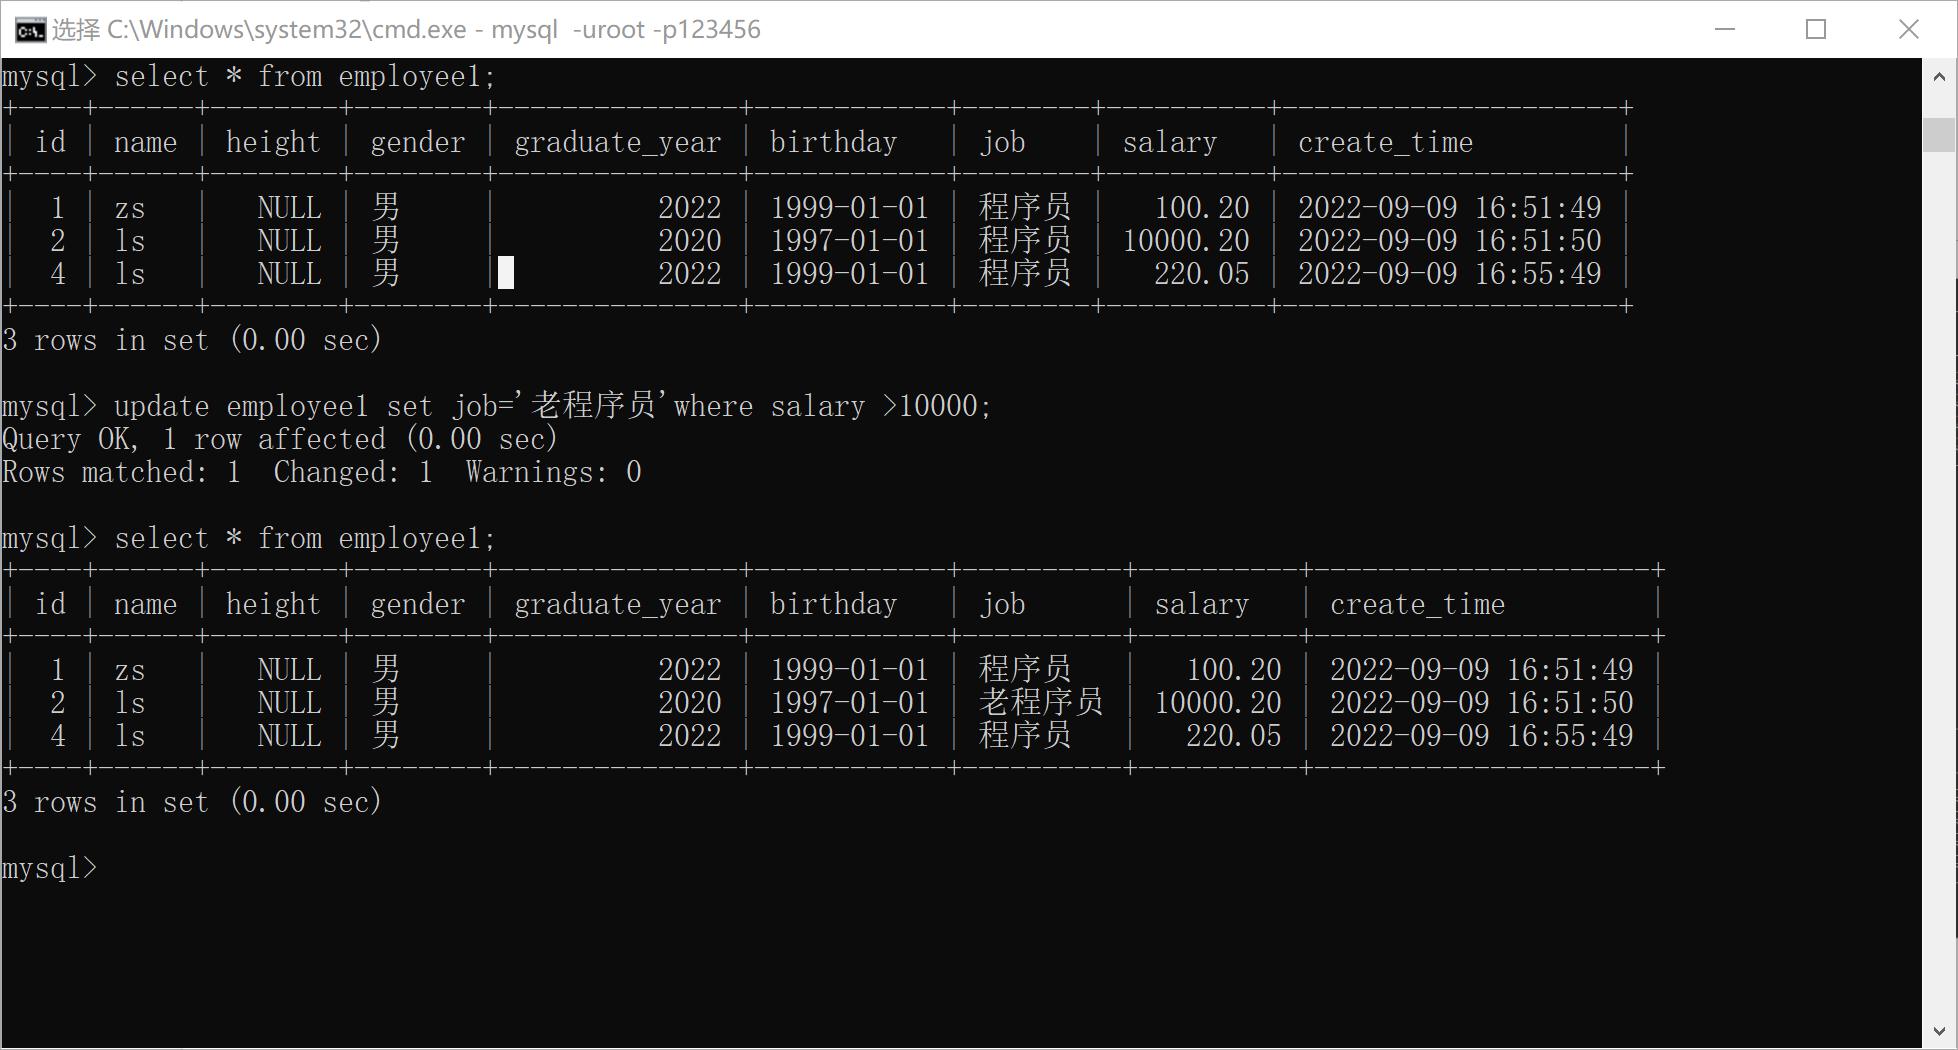 选择 C:\Windows\system32\cmd.exe - mysql  -uroot -p123456
mysql> select * from employee1;
+----+------+--------+--------+---------------+------------+--------+----------+---------------------+
| id | name | height | gender | graduate_year | birthday   | job    | salary   | create_time         |
+----+------+--------+--------+---------------+------------+--------+----------+---------------------+
|  1 | zs   |   NULL | 男     |          2022 | 1999-01-01 | 程序员 |   100.20 | 2022-09-09 16:51:49 |
|  2 | ls   |   NULL | 男     |          2020 | 1997-01-01 | 程序员 | 10000.20 | 2022-09-09 16:51:50 |
|  4 | ls   |   NULL | 男     |          2022 | 1999-01-01 | 程序员 |   220.05 | 2022-09-09 16:55:49 |
+----+------+--------+--------+---------------+------------+--------+----------+---------------------+
3 rows in set (0.00 sec)
mysql> update employee1 set job='老程序员'where salary >10000;
Query OK, 1 row affected (0.00 sec)
Rows matched: 1  Changed: 1  Warnings: 0
mysql> select * from employee1;
+----+------+--------+--------+---------------+------------+----------+----------+---------------------+
| id | name | height | gender | graduate_year | birthday   | job      | salary   | create_time         |
+----+------+--------+--------+---------------+------------+----------+----------+---------------------+
|  1 | zs   |   NULL | 男     |          2022 | 1999-01-01 | 程序员   |   100.20 | 2022-09-09 16:51:49 |
|  2 | ls   |   NULL | 男     |          2020 | 1997-01-01 | 老程序员 | 10000.20 | 2022-09-09 16:51:50 |
|  4 | ls   |   NULL | 男     |          2022 | 1999-01-01 | 程序员   |   220.05 | 2022-09-09 16:55:49 |
+----+------+--------+--------+---------------+------------+----------+----------+---------------------+
3 rows in set (0.00 sec)
mysql>